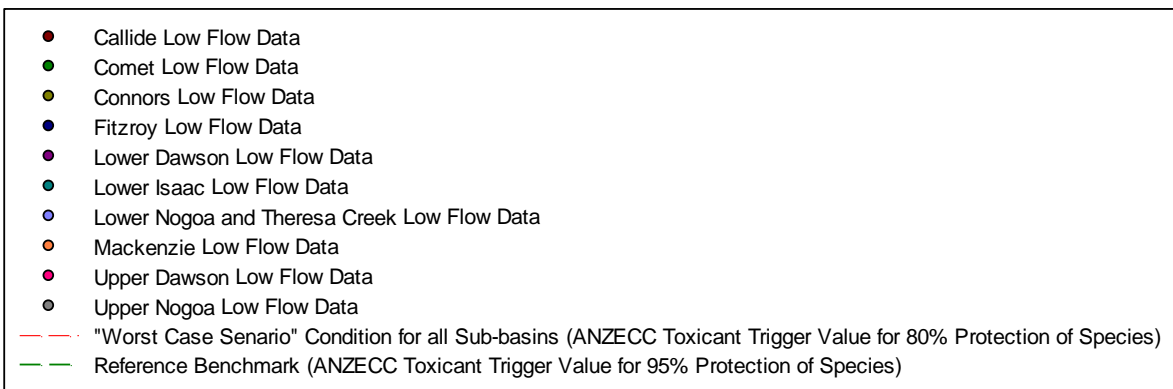 Callide Low Flow Data
Comet Low Flow Data
Connors Low Flow Data
Fitzroy Low Flow Data
Lower Dawson Low Flow Data
Lower Isaac Low Flow Data
Lower Nogoa and Theresa Creek Low Flow Data
Mackenzie Low Flow Data
Upper Dawson Low Flow Data
Upper Nogoa Low Flow Data
"Worst Case Senario" Condition for all Sub-basins (ANZECC Toxicant Trigger Value for 80% Protection of Species)
Reference Benchmark (ANZECC Toxicant Trigger Value for 95% Protection of Species)